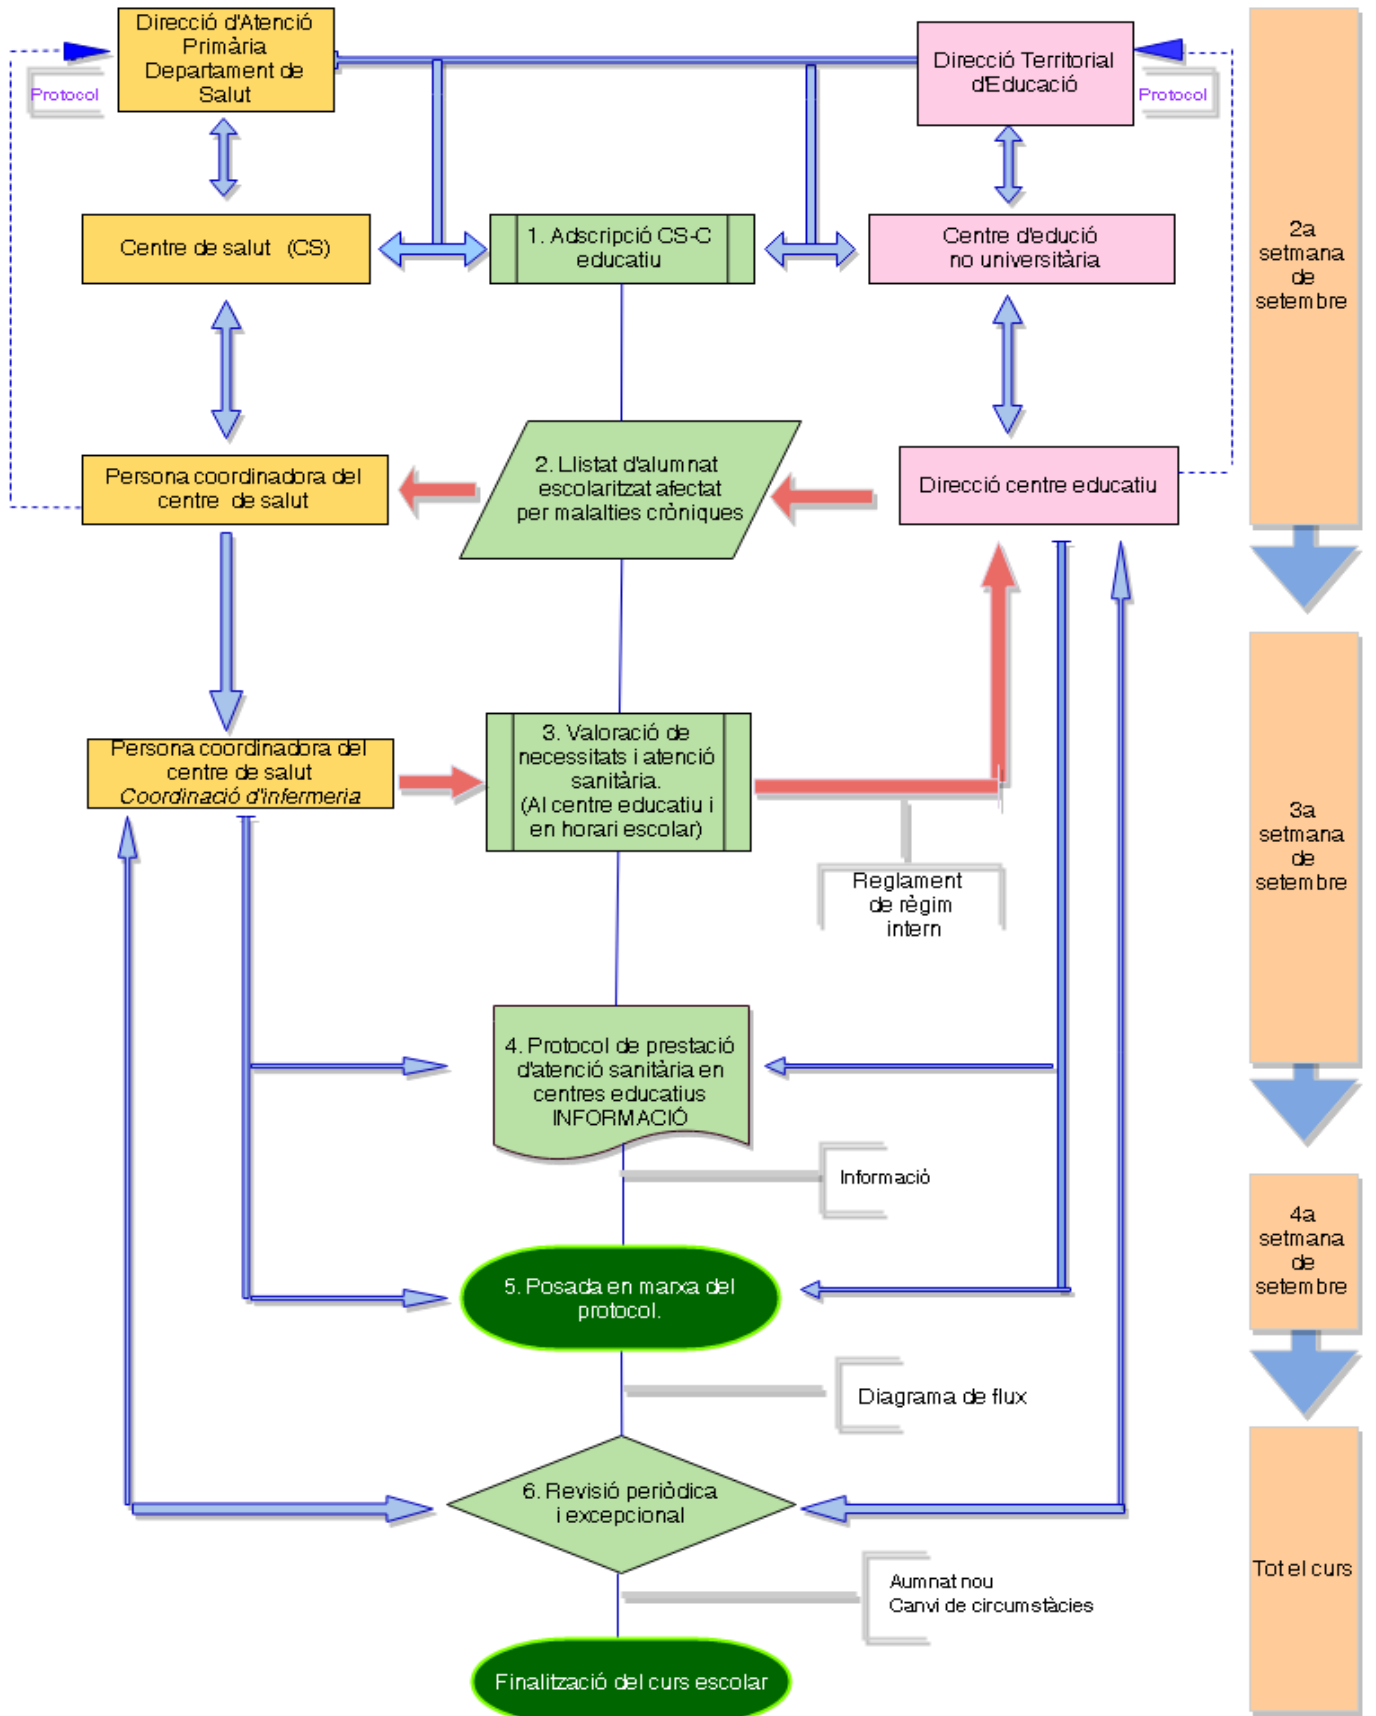 Direcció d'Atenció
Primària
Departament de
Salut
Direcció Territorial
d'Educació
Protocol
Protocol
Centre de salut (CS)
1. Adscripció CS-C
educatiu
Centre d'edució
no universitària
2a
setmana
de
setembre
Persona coordinadora del
centre de salut
2. Llistat d'alumnat
escolaritzat afectat
per malalties cròniques
Direcció centre educatiu
Persona coordinadora del
centre de salut
Coordinació d'infermeria
3. Valoració de
necessitats i atenció
sanitària.
(Al centre educatiu i
en horari escolar)
Reglament
de règim
intern
3a
setmana
de
setembre
4. Protocol de prestació
d'atenció sanitària en
centres educatius
INFORMACIÓ
Informació
4a
setmana
de
setembre
5. Posada en marxa del
protocol.
Diagrama de flux
6. Revisió periòdica
i excepcional
Aumnat nou
Canvi de circumstàcies
Tot el curs
Finalització del curs escolar